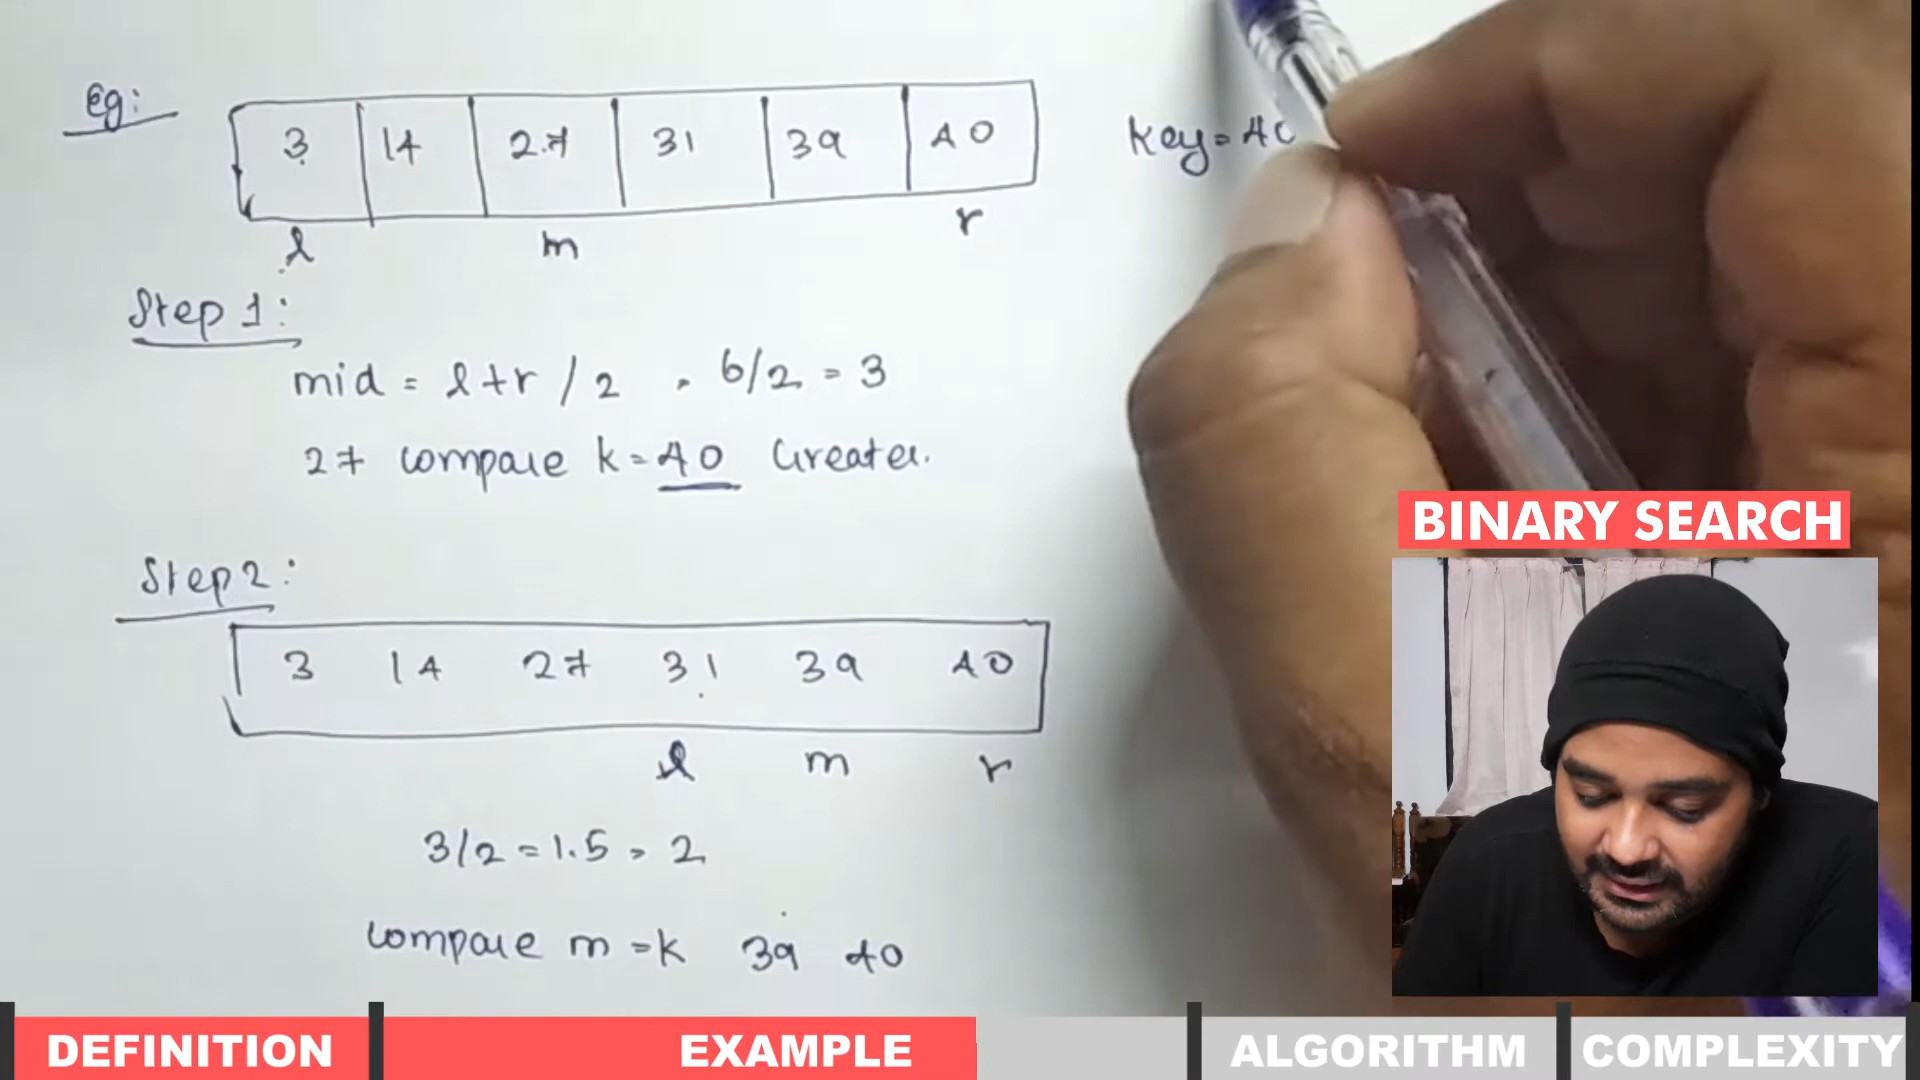 Eg:
3 14 27 31 39 40
Key = 40
l m r
Step 1:
mid = l + r / 2 = 6/2 = 3
27 compare k = 40 Greater.
Step 2:
3 14 27 31 39 40
l m r
3/2 = 1.5 = 2
compare m = k 39 40
BINARY SEARCH
DEFINITION EXAMPLE ALGORITHM COMPLEXITY